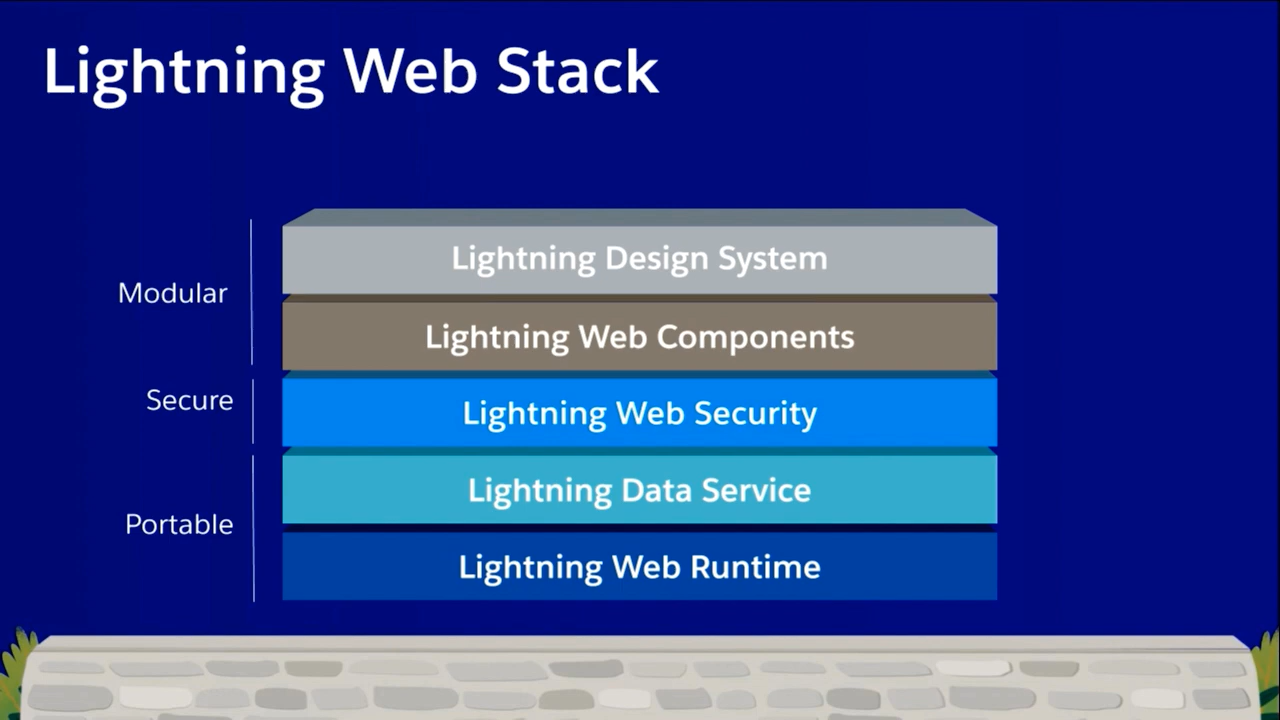 Lightning Web Stack
Modular
Lightning Design System
Lightning Web Components
Secure
Lightning Web Security
Portable
Lightning Data Service
Lightning Web Runtime